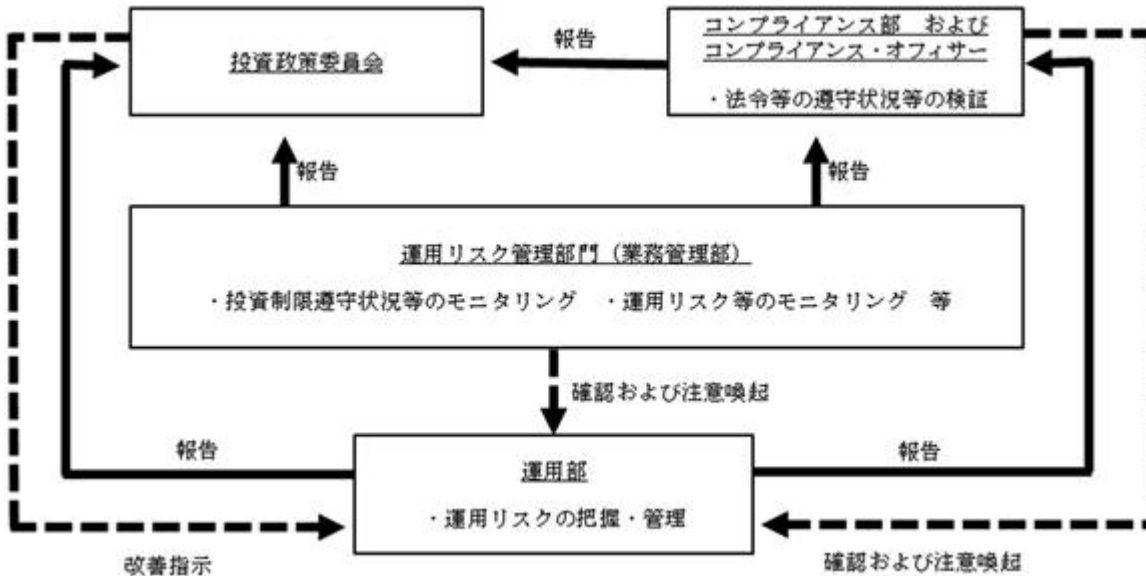 投資政策委員会
報告
コンプライアンス部　および
コンプライアンス・オフィサー
・法令等の遵守状況等の検証
報告
報告
運用リスク管理部門（業務管理部）
・投資制限遵守状況等のモニタリング　・運用リスク等のモニタリング　等
確認および注意喚起
報告
報告
運用部
・運用リスクの把握・管理
改善指示
確認および注意喚起